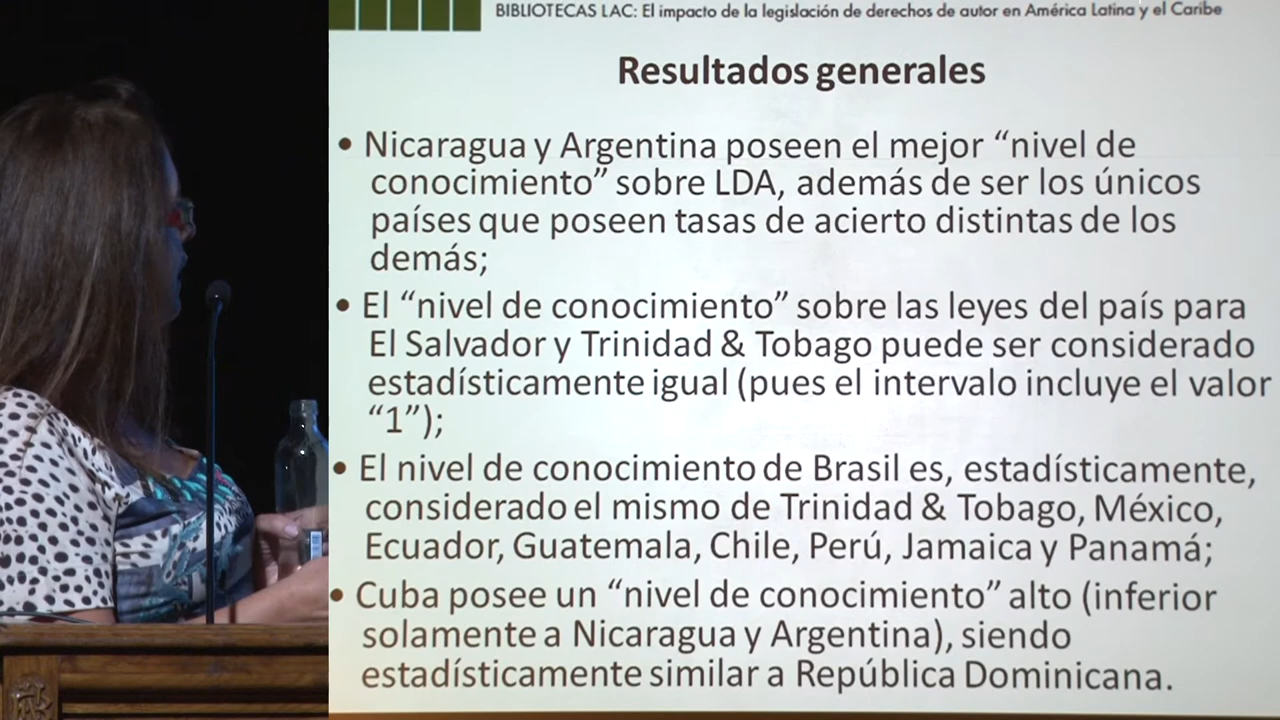 BIBLIOTECAS LAC: El impacto de la legislación de derechos de autor en América Latina y el Caribe
Resultados generales
• Nicaragua y Argentina poseen el mejor “nivel de
conocimiento” sobre LDA, además de ser los únicos
países que poseen tasas de acierto distintas de los
demás;
• El “nivel de conocimiento” sobre las leyes del país para
El Salvador y Trinidad & Tobago puede ser considerado
estadísticamente igual (pues el intervalo incluye el valor
“1”);
• El nivel de conocimiento de Brasil es, estadísticamente,
considerado el mismo de Trinidad & Tobago, México,
Ecuador, Guatemala, Chile, Perú, Jamaica y Panamá;
• Cuba posee un “nivel de conocimiento” alto (inferior
solamente a Nicaragua y Argentina), siendo
estadísticamente similar a República Dominicana.